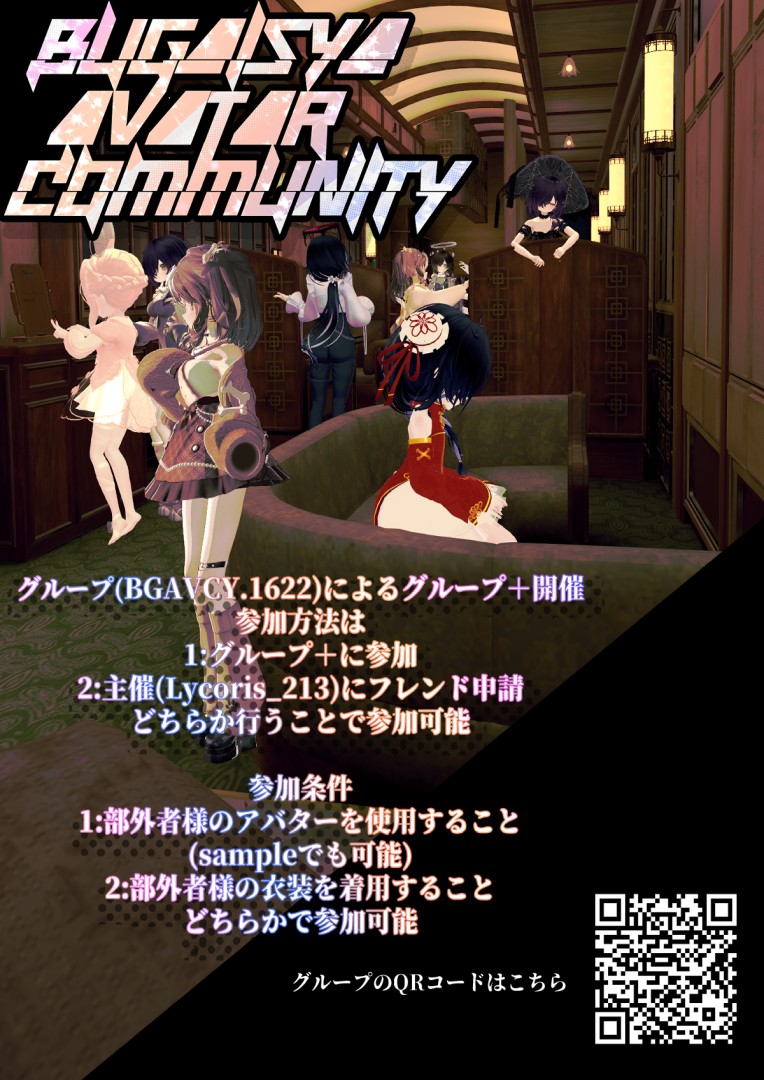 BUGAISYA
AVATAR
COMMUNITY
グループ(BGAVCY.1622)によるグループ＋開催
参加方法は
1:グループ＋に参加
2:主催(Lycoris_213)にフレンド申請
どちらか行うことで参加可能
参加条件
1:部外者様のアバターを使用すること
(sampleでも可能)
2:部外者様の衣装を着用すること
どちらかで参加可能
グループのQRコードはこちら